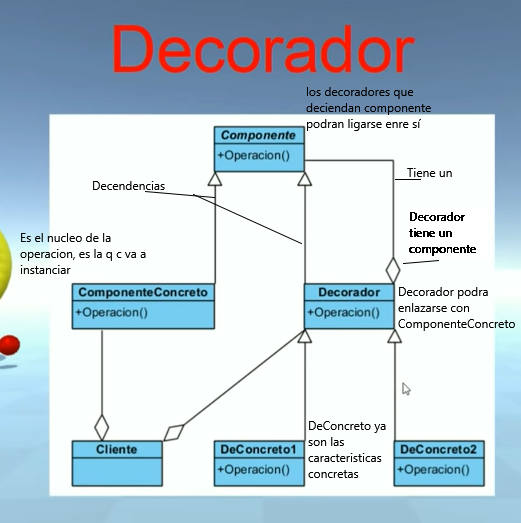 Decorador
los decoradores que
deciendan componente
podran ligarse enre sí
Componente
+Operacion()
Tiene un
Decendencias
Decorador
tiene un
componente
Es el nucleo de la
operacion, es la q c va a
instanciar
ComponenteConcreto
+Operacion()
Decorador
+Operacion()
Decorador podra
enlazarse con
ComponenteConcreto
DeConcreto ya
son las
caracteristicas
concretas
Cliente
DeConcreto1
+Operacion()
DeConcreto2
+Operacion()